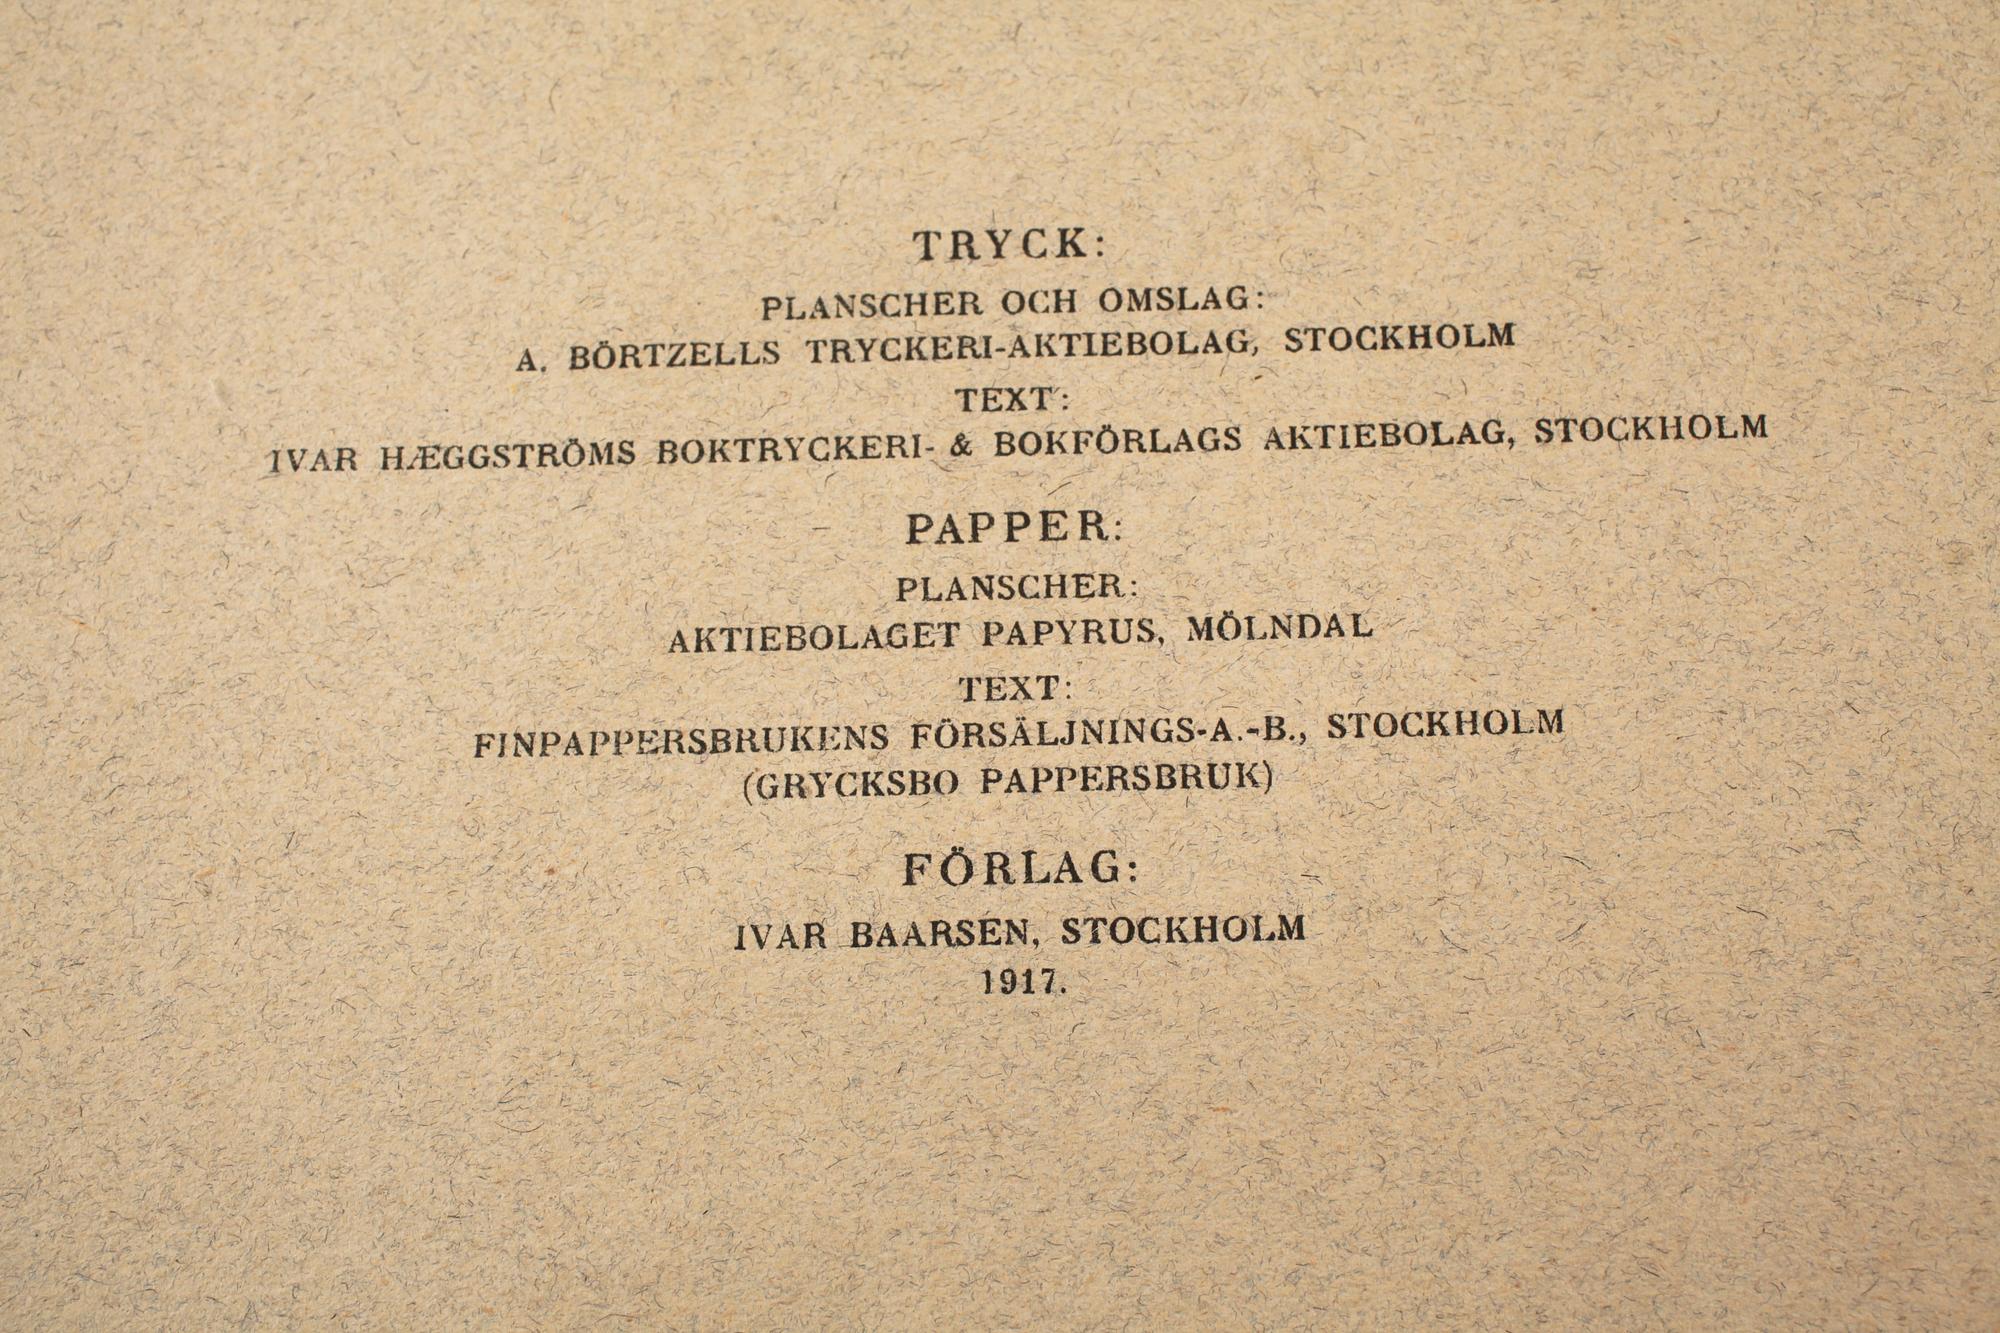 TRYCK:
PLANSCHER OCH OMSLAG:
A. BÖRTZELLS TRYCKERI-AKTIEBOLAG, STOCKHOLM
TEXT:
IVAR HÆGGSTRÖMS BOKTRYCKERI- & BOKFÖRLAGS AKTIEBOLAG, STOCKHOLM
PAPPER:
PLANSCHER:
AKTIEBOLAGET PAPYRUS, MÖLNDAL
TEXT:
FINPAPPERSBRUKENS FÖRSÄLJNINGS-A.-B., STOCKHOLM
(GRYCKSBO PAPPERSBRUK)
FÖRLAG:
IVAR BAARSEN, STOCKHOLM
1917.